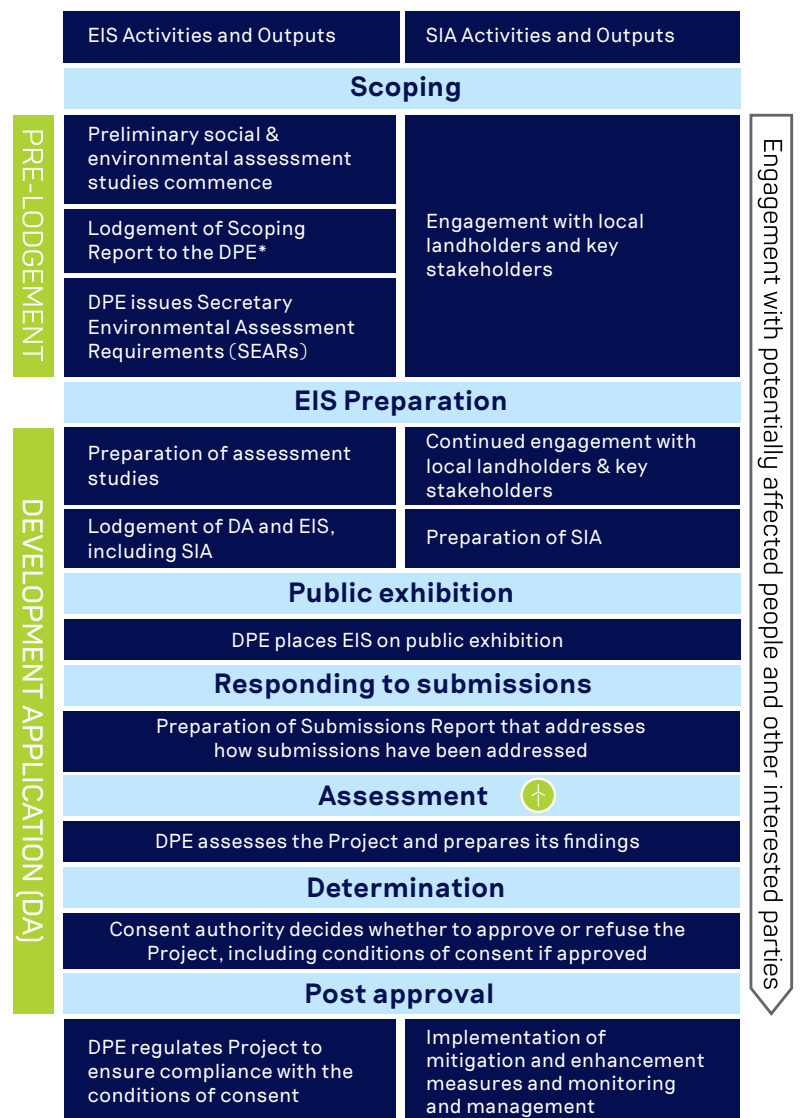 EIS Activities and Outputs
SIA Activities and Outputs
Scoping
PRE-LODGEMENT
Preliminary social &
environmental assessment
studies commence
Lodgement of Scoping
Report to the DPE*
DPE issues Secretary
Environmental Assessment
Requirements (SEARs)
Engagement with local
landholders and key
stakeholders
Engagement with potentially affected people and other interested parties
EIS Preparation
DEVELOPMENT APPLICATION (DA)
Preparation of assessment
studies
Continued engagement with
local landholders & key
stakeholders
Lodgement of DA and EIS,
including SIA
Preparation of SIA
Public exhibition
DPE places EIS on public exhibition
Responding to submissions
Preparation of Submissions Report that addresses
how submissions have been addressed
Assessment
DPE assesses the Project and prepares its findings
Determination
Consent authority decides whether to approve or refuse the
Project, including conditions of consent if approved
Post approval
DPE regulates Project to
ensure compliance with the
conditions of consent
Implementation of
mitigation and enhancement
measures and monitoring
and management